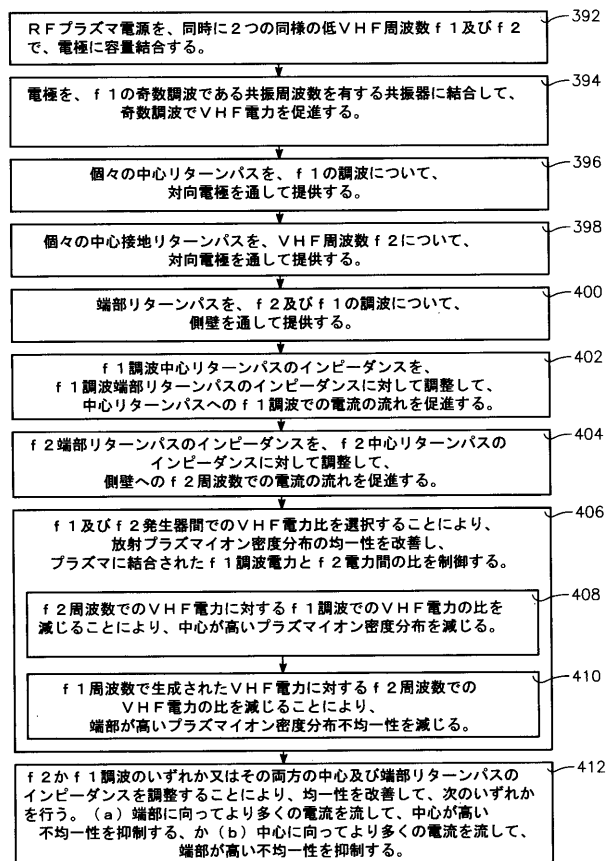 RFプラズマ電源を、同時に2つの同様の低VHF周波数f1及びf2
で、電極に容量結合する。
392
電極を、f1の奇数調波である共振周波数を有する共振器に結合して、
奇数調波でVHF電力を促進する。
394
個々の中心リターンパスを、f1の調波について、
対向電極を通して提供する。
396
個々の中心接地リターンパスを、VHF周波数f2について、
対向電極を通して提供する。
398
端部リターンパスを、f2及びf1の調波について、
側壁を通して提供する。
400
f1調波中心リターンパスのインピーダンスを、
f1調波端部リターンパスのインピーダンスに対して調整して、
中心リターンパスへのf1調波での電流の流れを促進する。
402
f2端部リターンパスのインピーダンスを、f2中心リターンパスの
インピーダンスに対して調整して、
側壁へのf2周波数での電流の流れを促進する。
404
f1及びf2発生器間でのVHF電力比を選択することにより、
放射プラズマイオン密度分布の均一性を改善し、
プラズマに結合されたf1調波電力とf2電力間の比を制御する。
406
f2周波数でのVHF電力に対するf1調波でのVHF電力の比を
減じることにより、中心が高いプラズマイオン密度分布を減じる。
408
f1周波数で生成されたVHF電力に対するf2周波数での
VHF電力の比を減じることにより、
端部が高いプラズマイオン密度分布不均一性を減じる。
410
f2かf1調波のいずれか又はその両方の中心及び端部リターンパスの
インピーダンスを調整することにより、均一性を改善して、次のいずれか
を行う。(a)端部に向ってより多くの電流を流して、中心が高い
不均一性を抑制する、か(b)中心に向ってより多くの電流を流して、
端部が高い不均一性を抑制する。
412